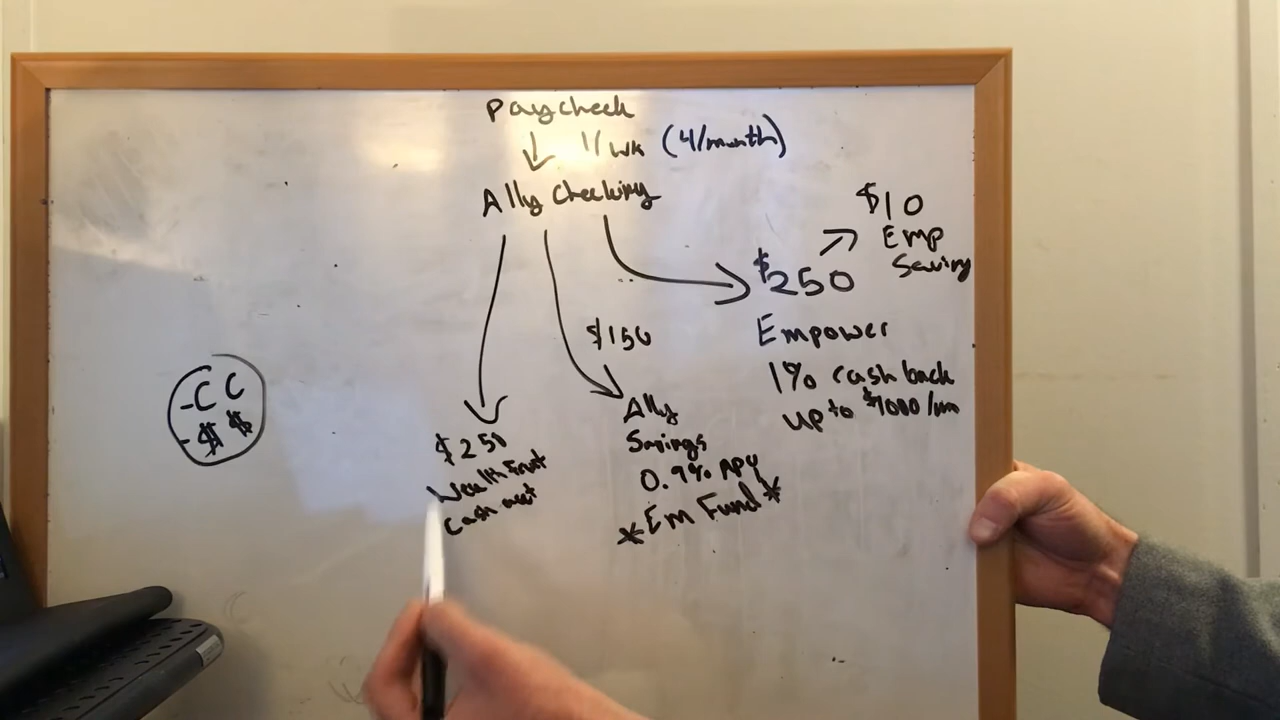 Paycheck
1/wk (4/month)
Ally Checking
$10
Emp
Saving
$250
Empower
1% cash back
up to $1000/mo
$150
Ally
Savings
0.9% APY
*Em Fund*
$250
Wealthfront
Cash acct
-CC
-$$